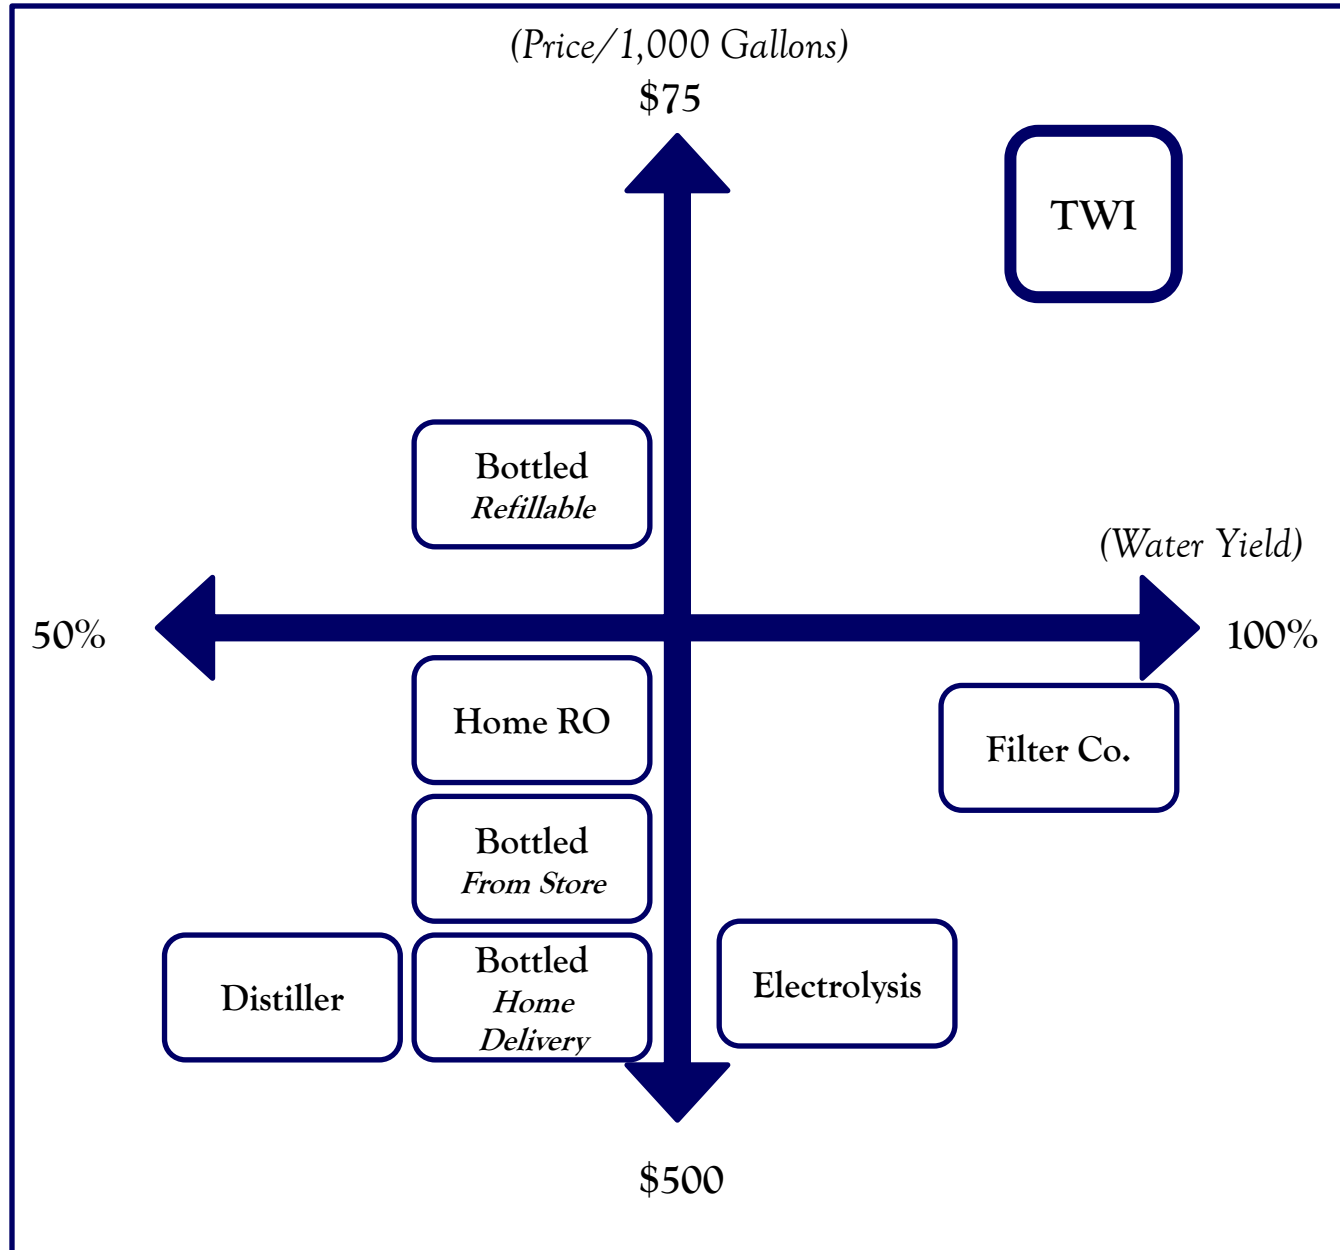 (Price/1,000 Gallons)
$75
TWI
Bottled
Refillable
(Water Yield)
50%
100%
Home RO
Filter Co.
Bottled
From Store
Distiller
Bottled
Home
Delivery
Electrolysis
$500